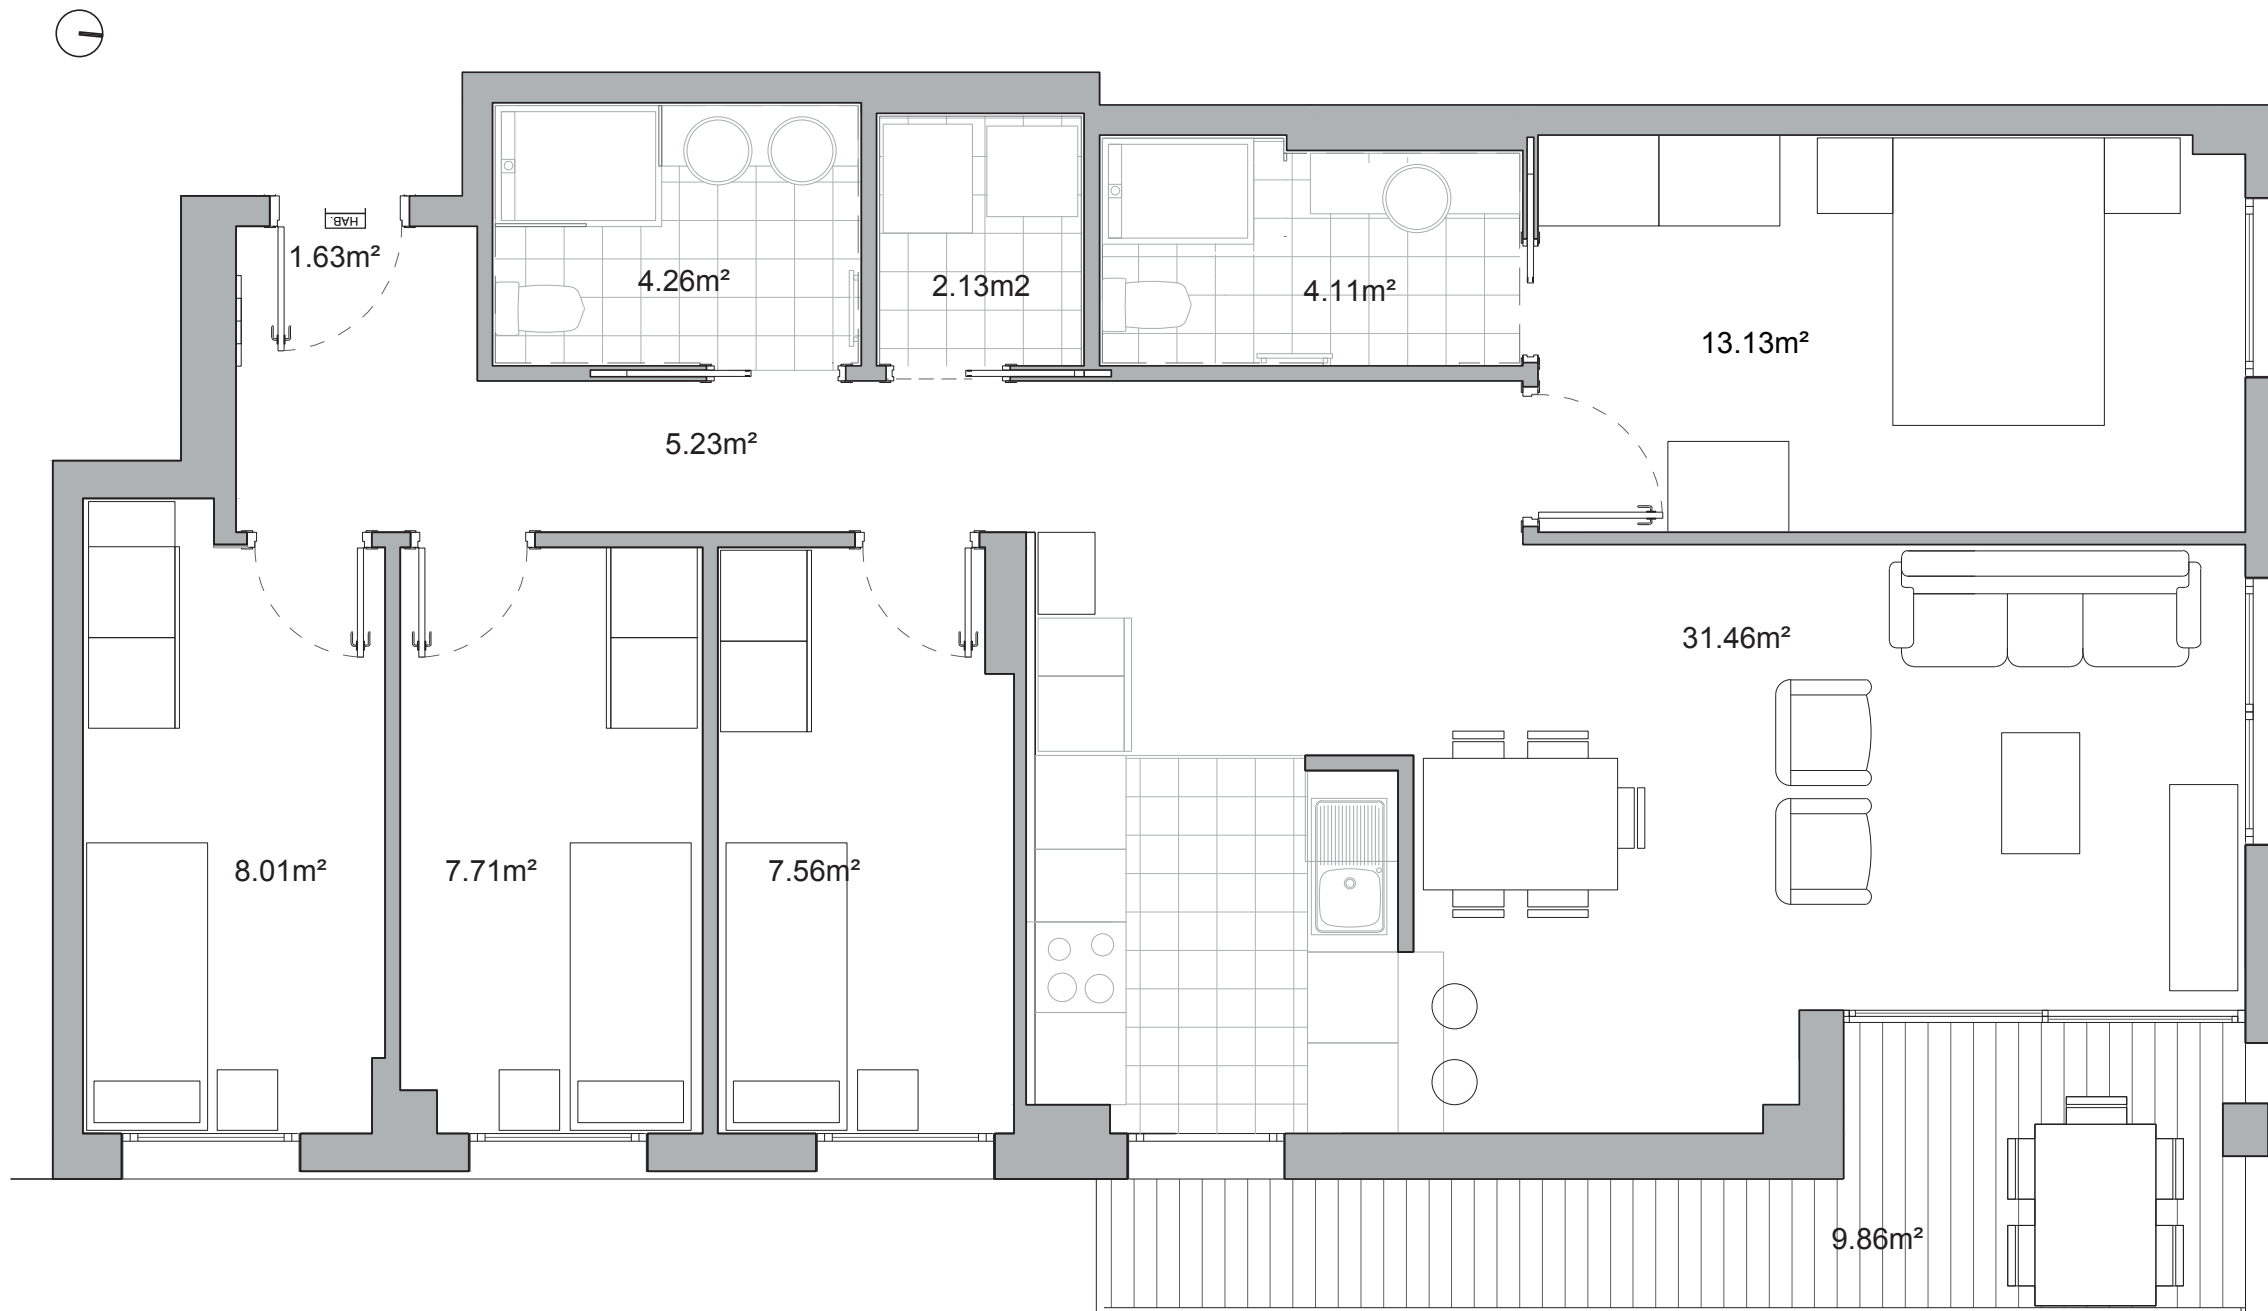 HAB.
1.63m²
4.26m²
2.13m2
4.11m²
13.13m²
5.23m²
31.46m²
8.01m²
7.71m²
7.56m²
9.86m²